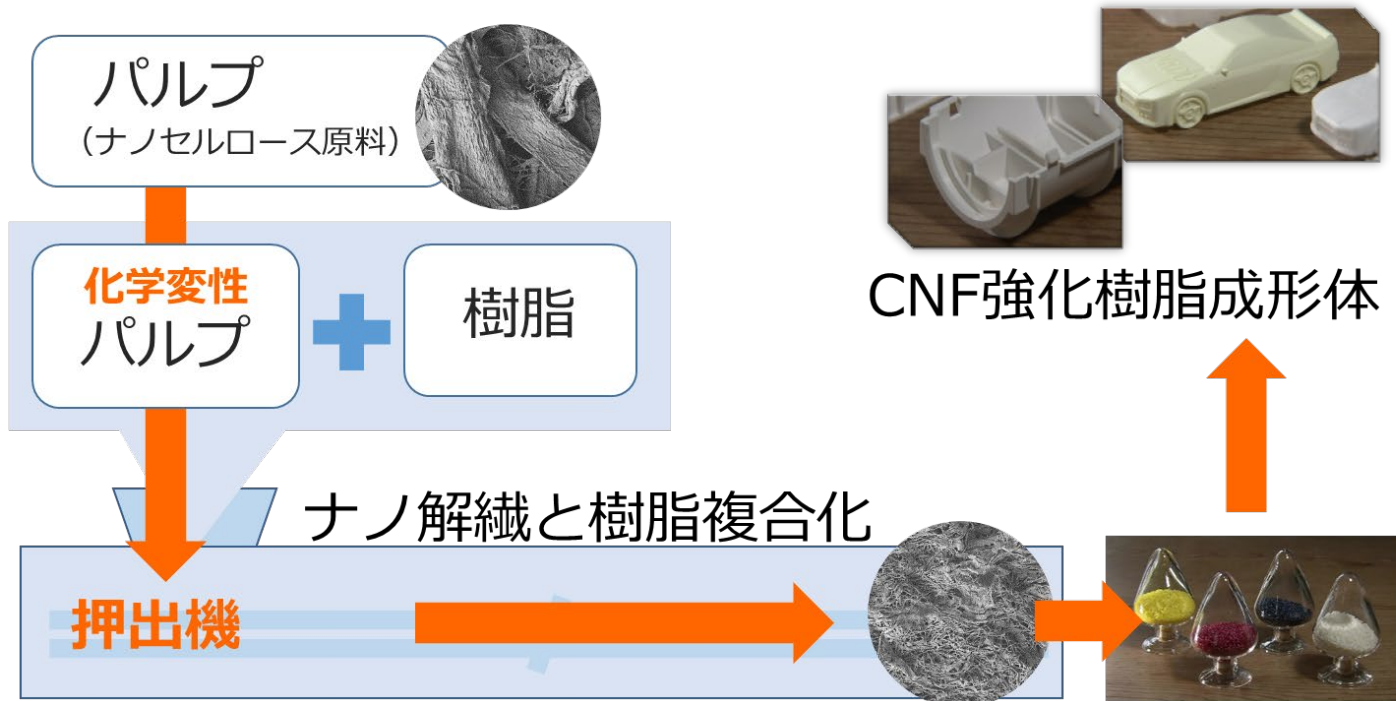 パルプ
（ナノセルロース原料）
化学変性
パルプ
樹脂
ナノ解繊と樹脂複合化
押出機
CNF強化樹脂成形体